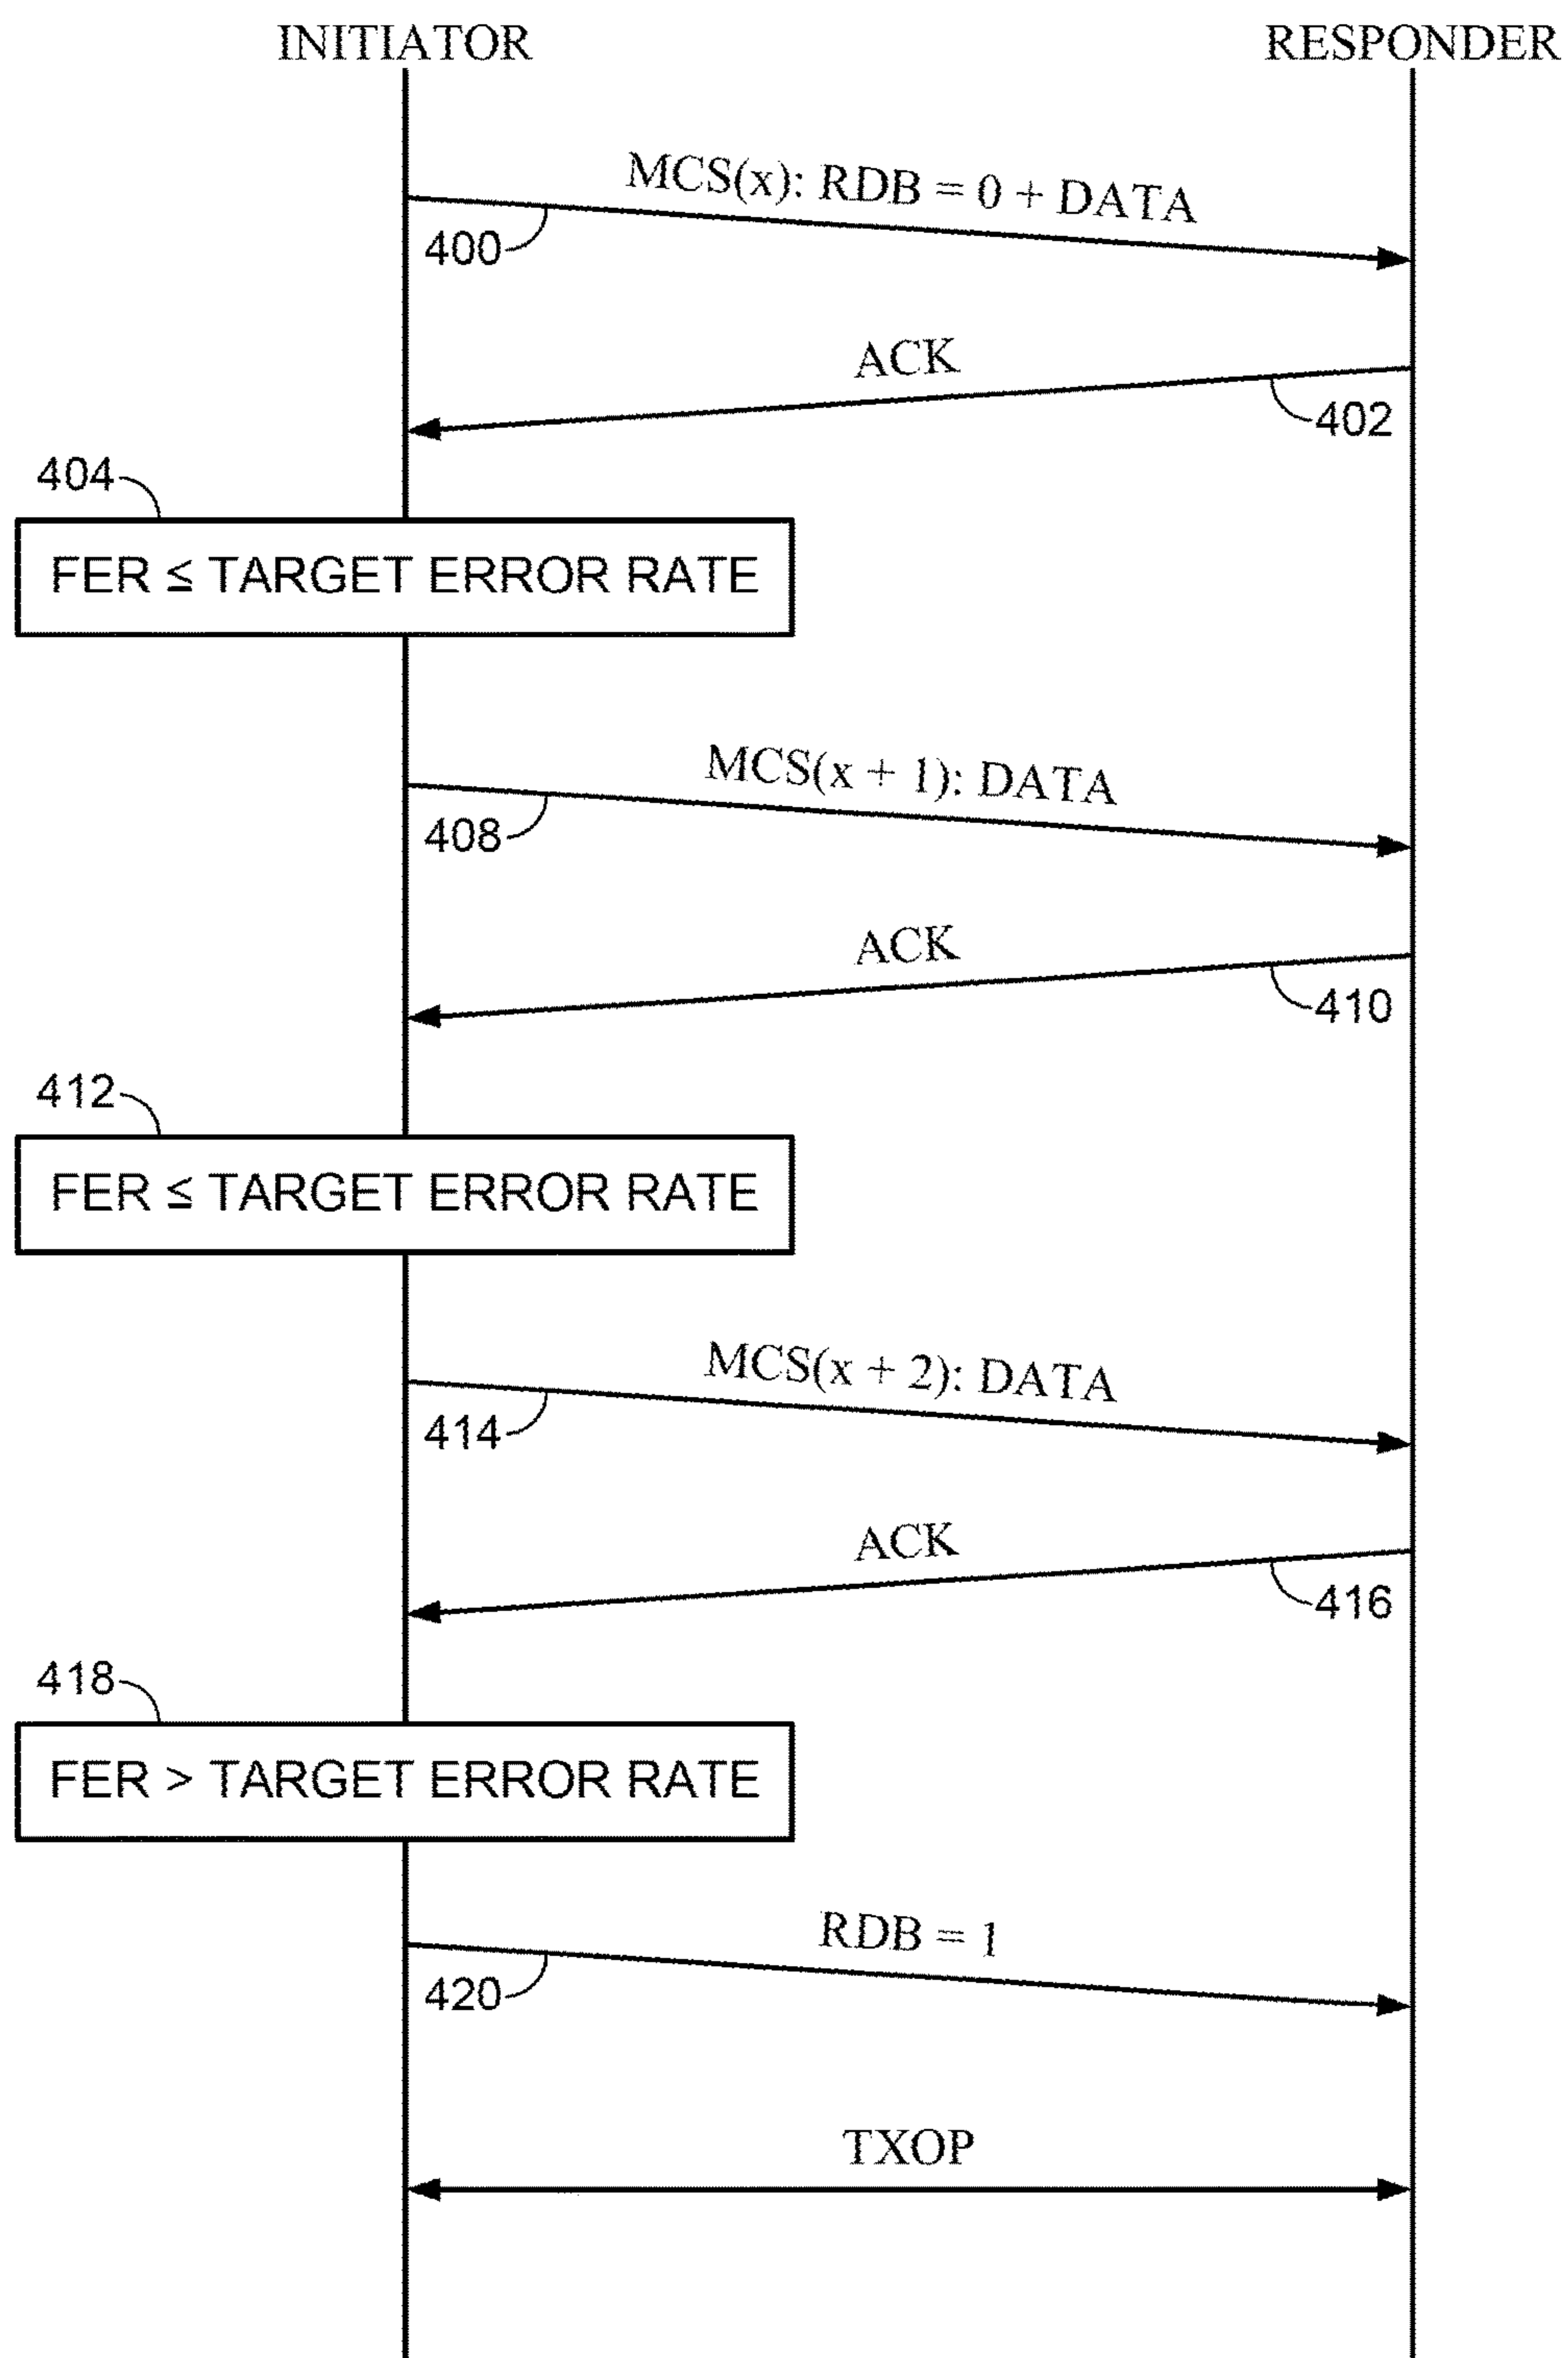 INITIATOR
RESPONDER
MCS(x): RDB = 0 + DATA
400
ACK
402
404
FER ≤ TARGET ERROR RATE
MCS(x + 1): DATA
408
ACK
410
412
FER ≤ TARGET ERROR RATE
MCS(x + 2): DATA
414
ACK
416
418
FER > TARGET ERROR RATE
RDB = 1
420
TXOP